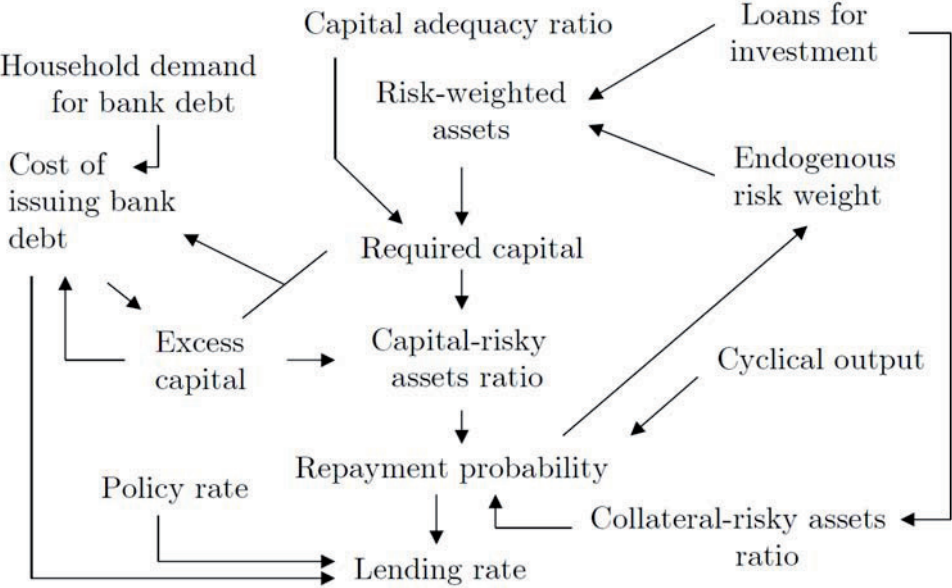 Capital adequacy ratio
Loans for
investment
Household demand
for bank debt
Risk-weighted
assets
Cost of
issuing bank
debt
Endogenous
risk weight
Required capital
Excess
capital
Capital-risky
assets ratio
Cyclical output
Repayment probability
Policy rate
Collateral-risky assets
ratio
Lending rate